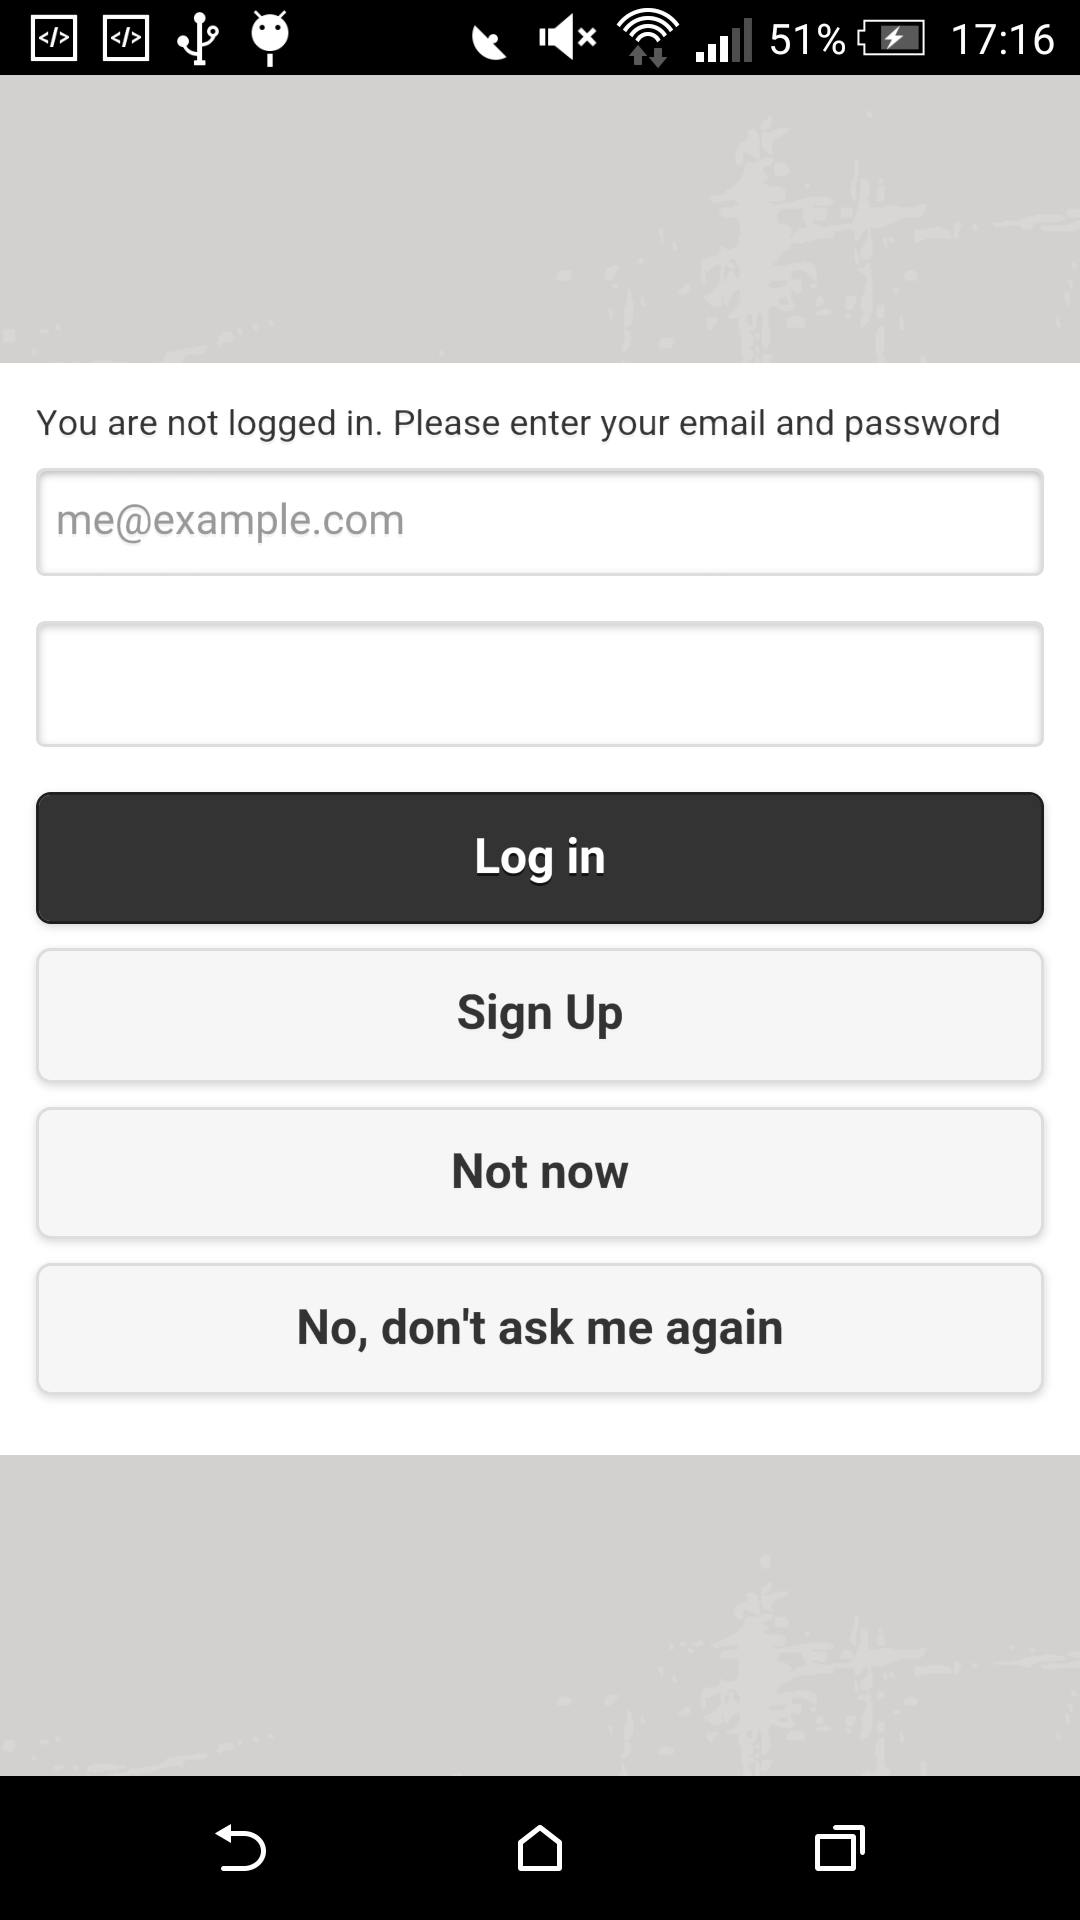 51% 17:16
You are not logged in. Please enter your email and password
me@example.com
Log in
Sign Up
Not now
No, don't ask me again